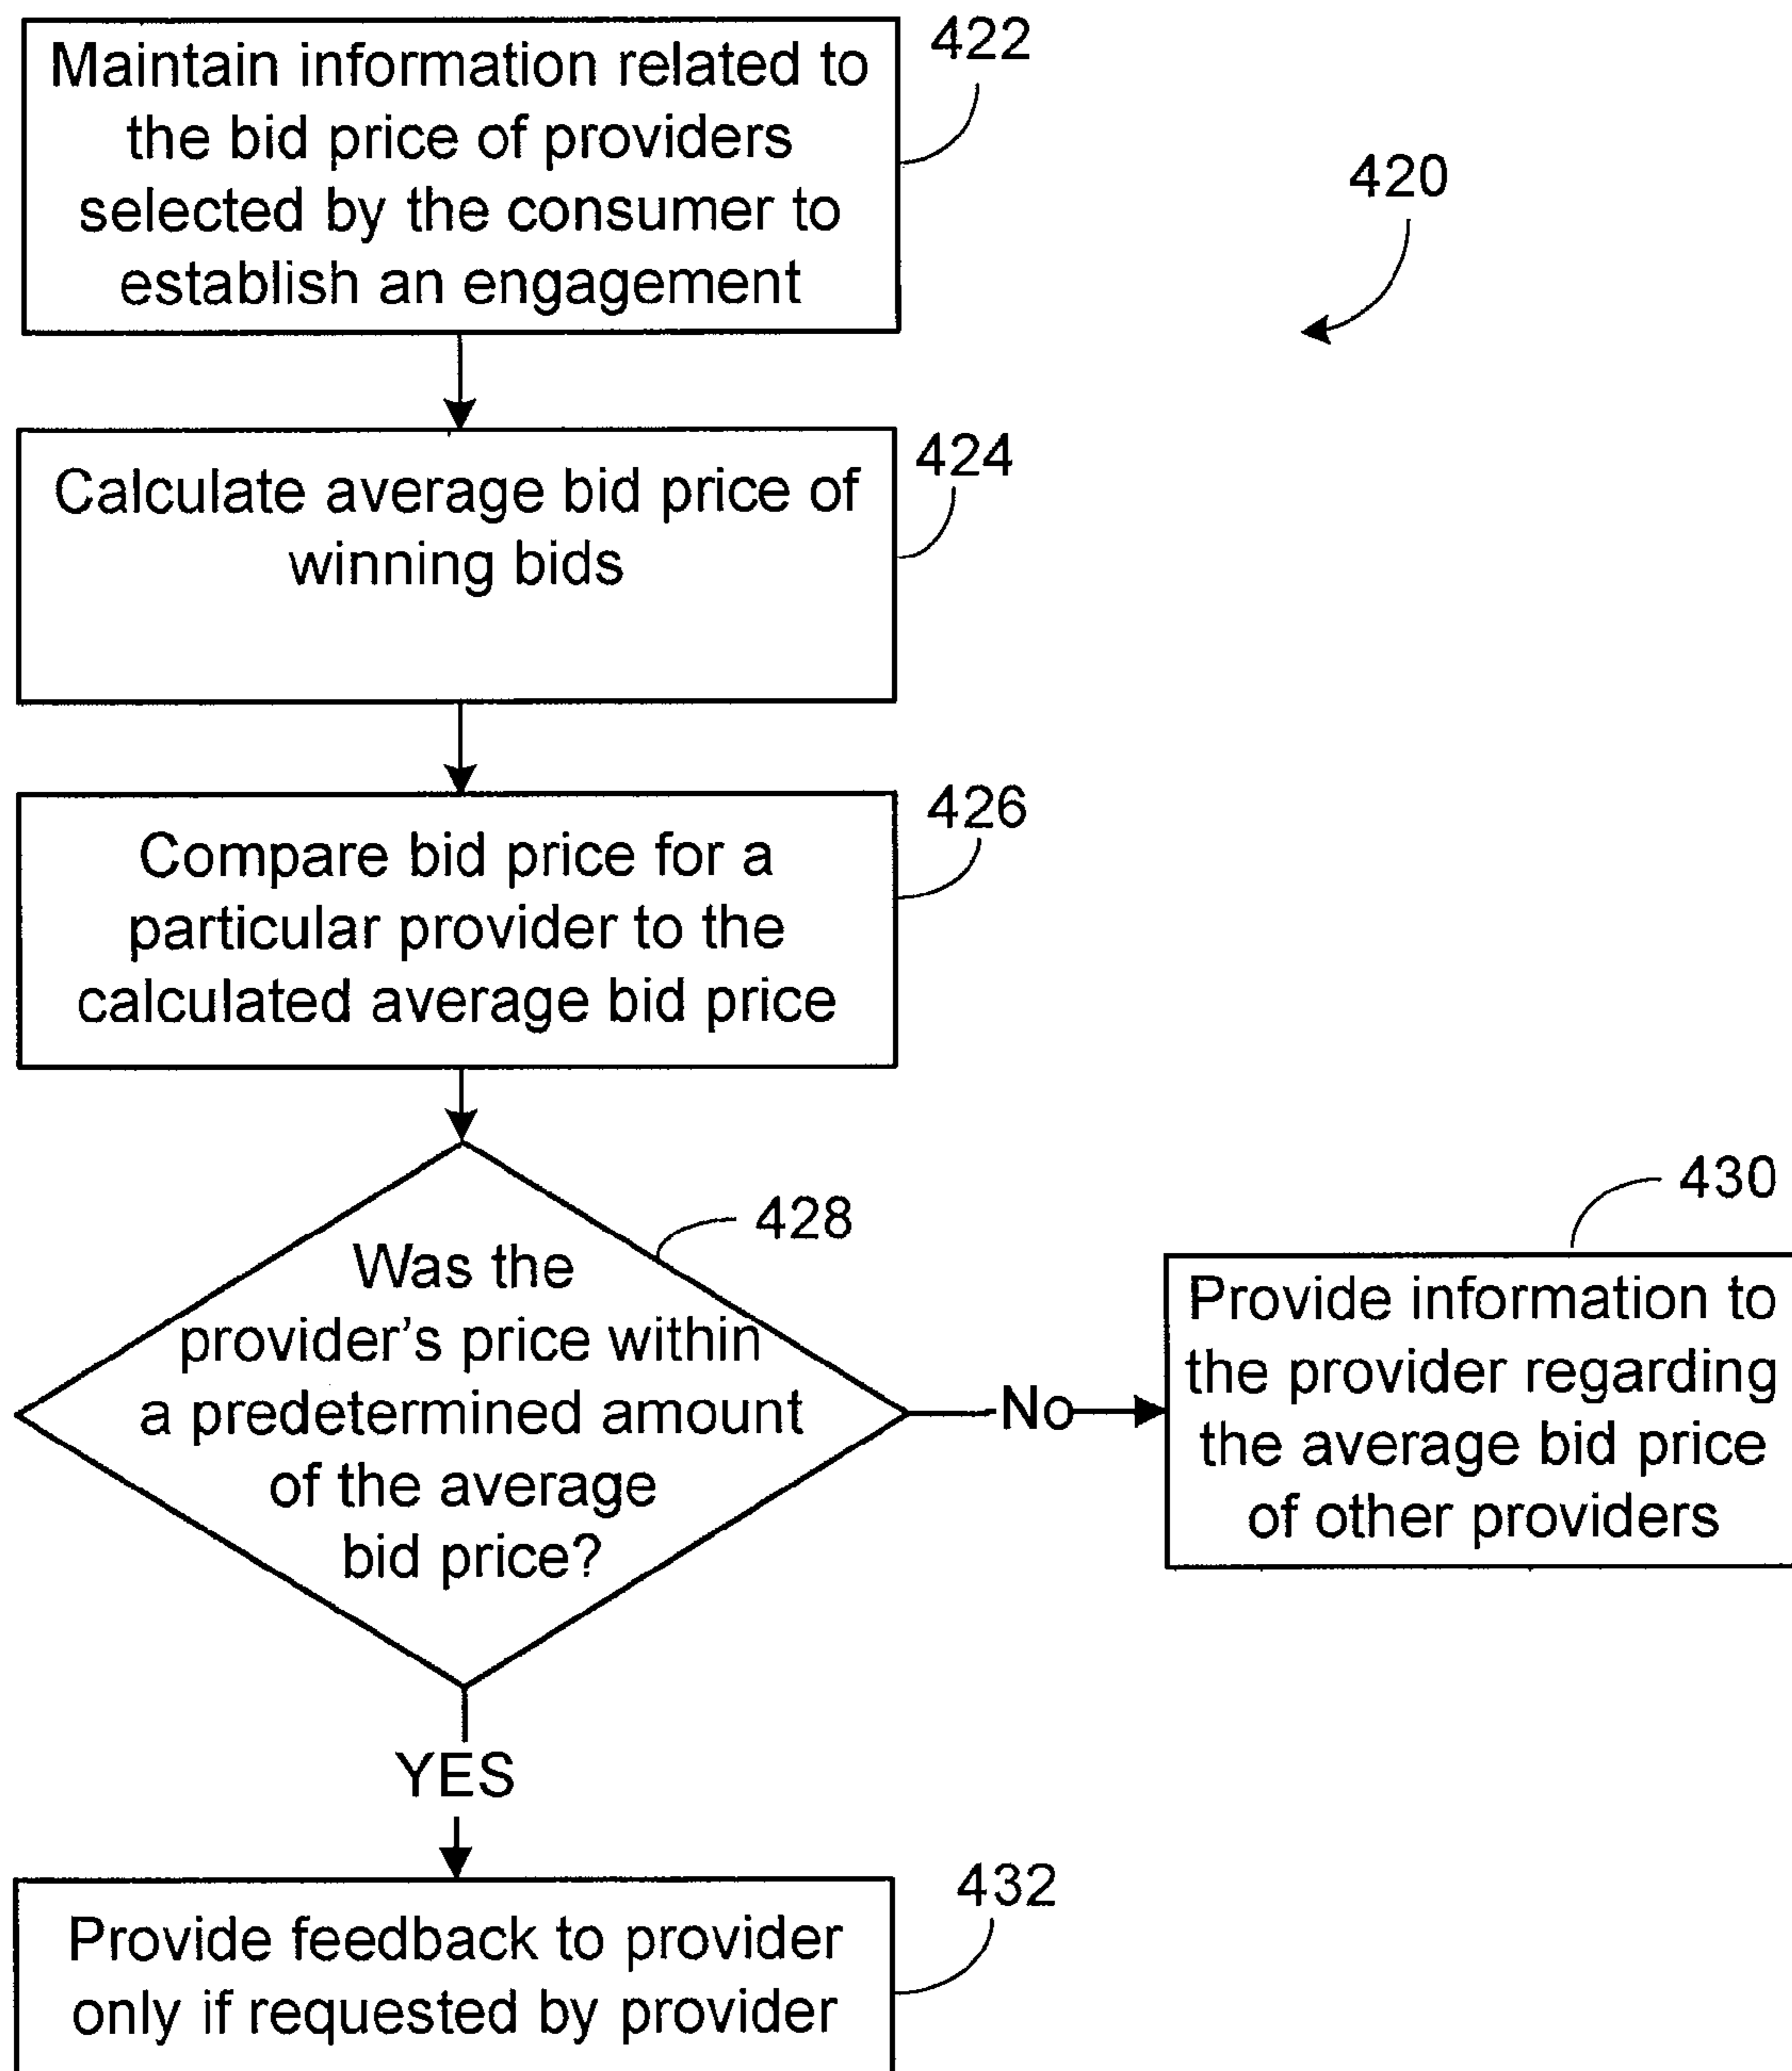 Maintain information related to
the bid price of providers
selected by the consumer to
establish an engagement
422
420
Calculate average bid price of
winning bids
424
Compare bid price for a
particular provider to the
calculated average bid price
426
Was the
provider's price within
a predetermined amount
of the average
bid price?
428
No
430
Provide information to
the provider regarding
the average bid price
of other providers
YES
Provide feedback to provider
only if requested by provider
432